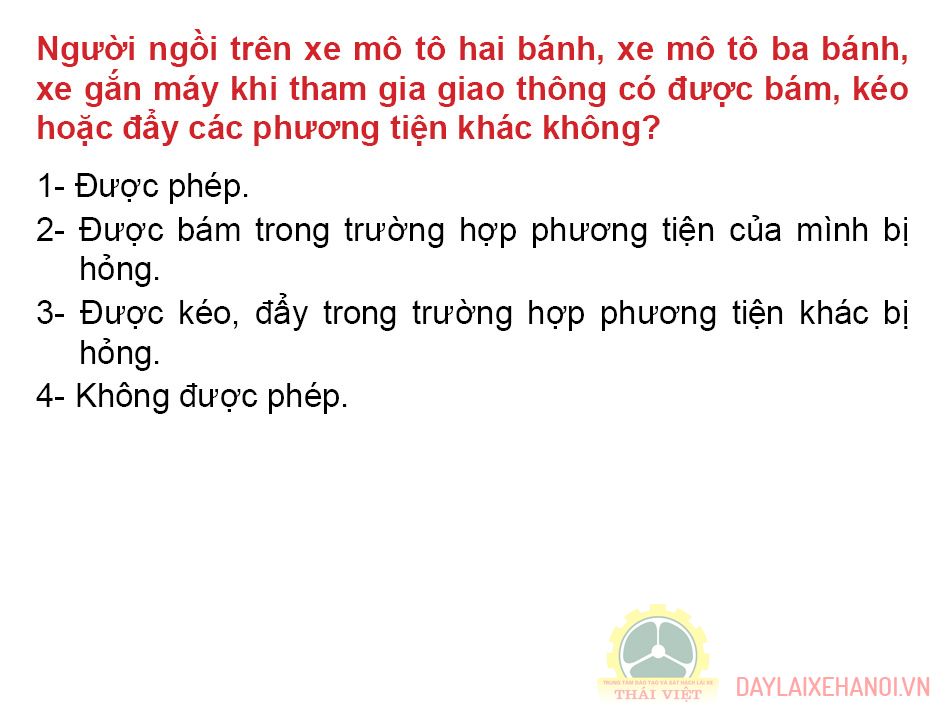 Người ngồi trên xe mô tô hai bánh, xe mô tô ba bánh,
xe gắn máy khi tham gia giao thông có được bám, kéo
hoặc đẩy các phương tiện khác không?
1- Được phép.
2- Được bám trong trường hợp phương tiện của mình bị
hỏng.
3- Được kéo, đẩy trong trường hợp phương tiện khác bị
hỏng.
4- Không được phép.
TRUNG TÂM ĐÀO TẠO VÀ SÁT HẠCH LÁI XE
THÁI VIỆT
DAYLAIXEHANOI.VN